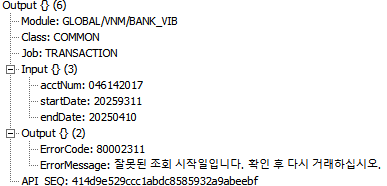 Output {} (6)
Module: GLOBAL/VNM/BANK_VIB
Class: COMMON
Job: TRANSACTION
Input {} (3)
acctNum: 046142017
startDate: 20259311
endDate: 20250410
Output {} (2)
ErrorCode: 80002311
ErrorMessage: 잘못된 조회 시작일입니다. 확인 후 다시 거래하십시오.
API_SEQ: 414d9e529ccc1abdc8585932a9abeebf